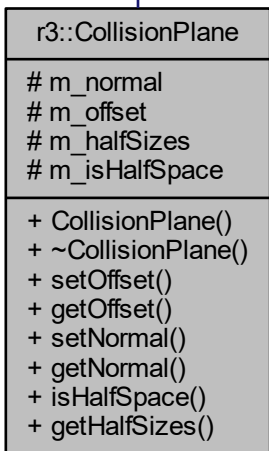 r3::CollisionPlane
# m_normal
# m_offset
# m_halfSizes
# m_isHalfSpace
+ CollisionPlane()
+ ~CollisionPlane()
+ setOffset()
+ getOffset()
+ setNormal()
+ getNormal()
+ isHalfSpace()
+ getHalfSizes()